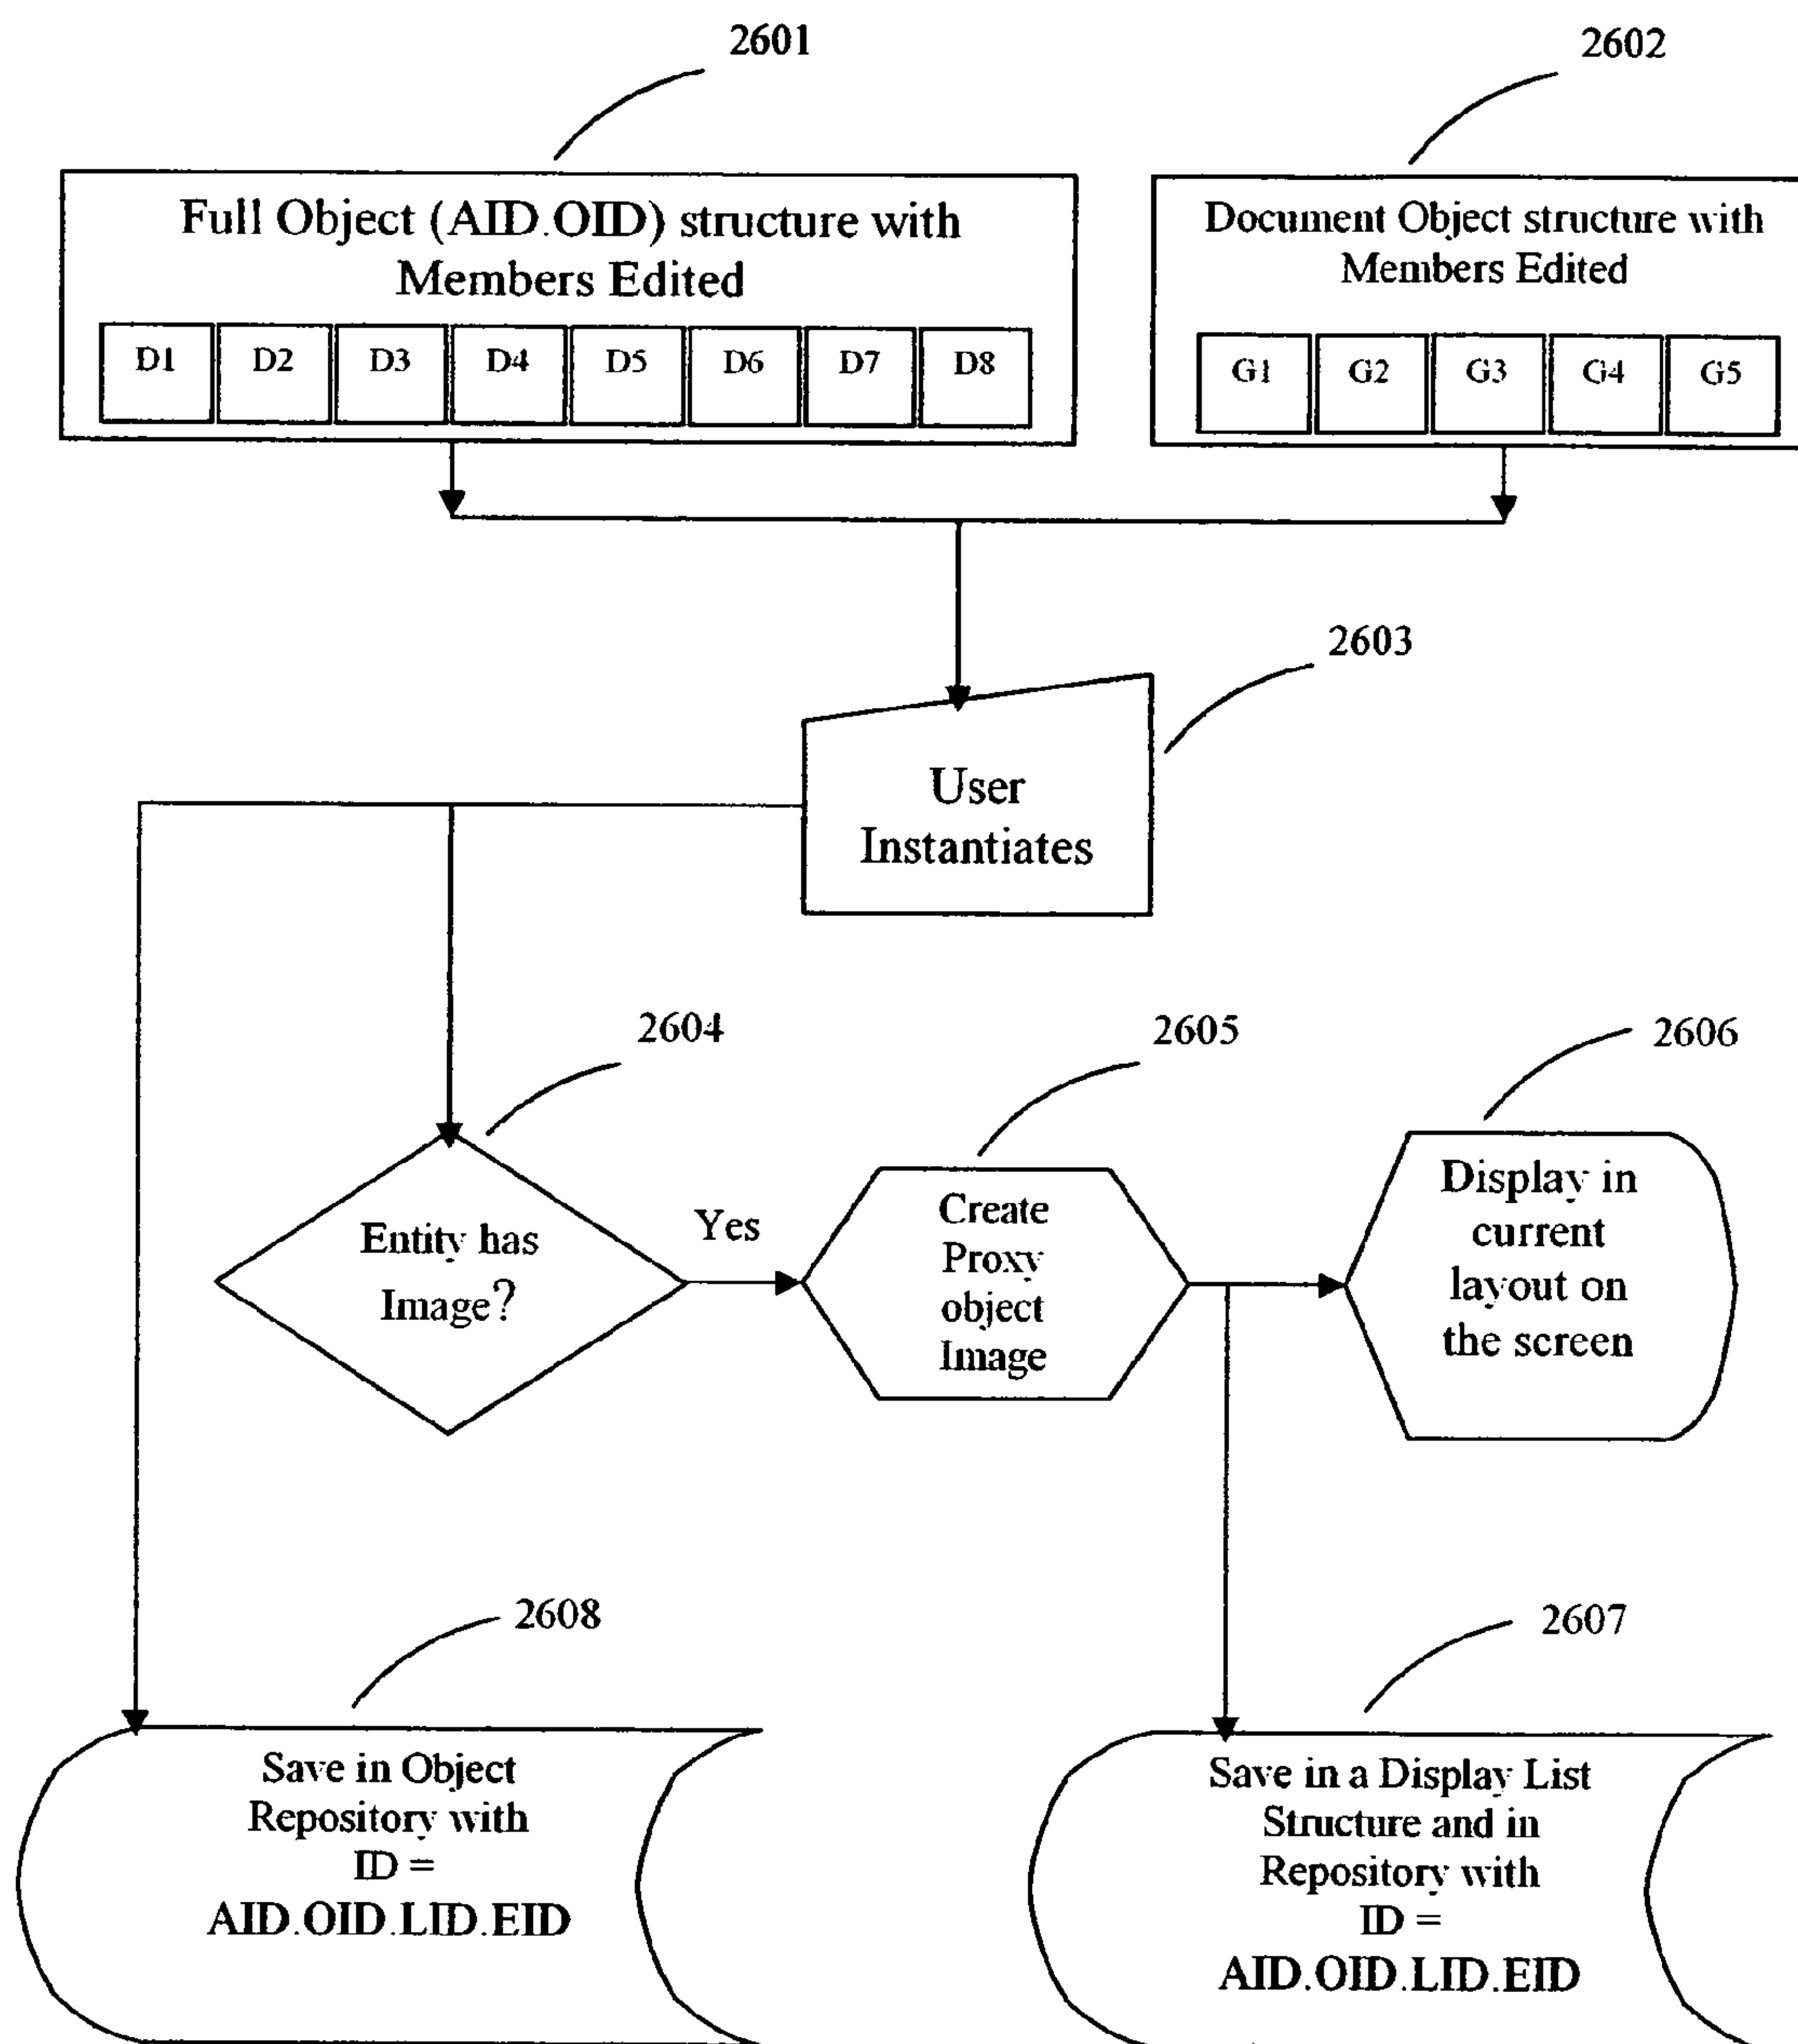 2601
2602
Full Object (AID.OID) structure with
Members Edited
D1 D2 D3 D4 D5 D6 D7 D8
Document Object structure with
Members Edited
G1 G2 G3 G4 G5
2603
User
Instantiates
2604
2605
2606
Entity has
Image?
Yes
Create
Proxy
object
Image
Display in
current
layout on
the screen
2608
2607
Save in Object
Repository with
ID =
AID.OID.LID.EID
Save in a Display List
Structure and in
Repository with
ID =
AID.OID.LID.EID